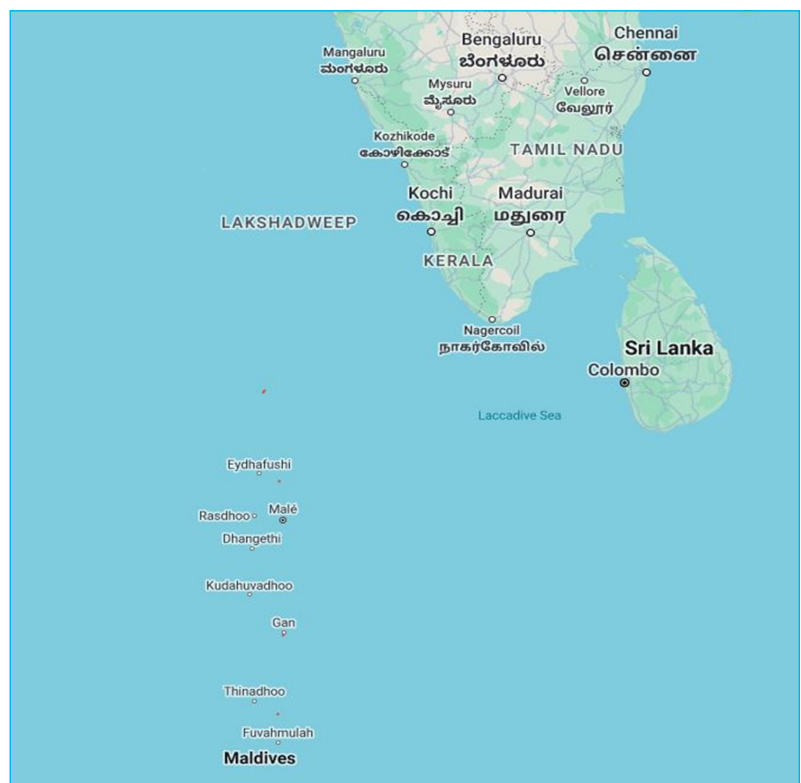 Chennai
சென்னை
Bengaluru
ಬೆಂಗಳೂರು
Mangaluru
ಮಂಗಳೂರು
Mysuru
ಮೈಸೂರು
Vellore
வேலூர்
Kozhikode
കോഴിക്കോട്
TAMIL NADU
Kochi
கொச்சி
Madurai
மதுரை
LAKSHADWEEP
KERALA
Nagercoil
நாகர்கோவில்
Sri Lanka
Colombo
Laccadive Sea
Eydhafushi
Malé
Rasdhoo
Dhangethi
Kudahuvadhoo
Gan
Thinadhoo
Fuvahmulah
Maldives